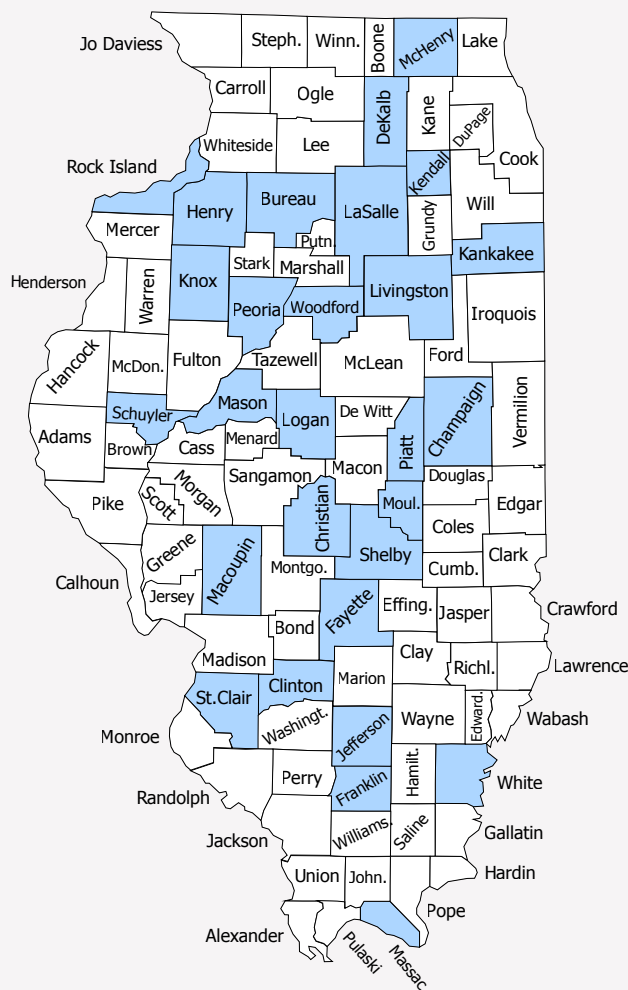 Jo Daviess
Steph.
Winn.
Boone
McHenry
Lake
Carroll
Ogle
DeKalb
Kane
DuPage
Cook
Whiteside
Lee
Rock Island
Kendall
Henry
Bureau
LaSalle
Will
Mercer
Grundy
Putn.
Kankakee
Stark
Marshall
Henderson
Warren
Knox
Peoria
Woodford
Livingston
Iroquois
Hancock
McDon.
Fulton
Tazewell
McLean
Ford
Schuyler
Mason
Logan
De Witt
Piatt
Champaign
Vermilion
Adams
Brown
Cass
Menard
Macon
Sangamon
Douglas
Pike
Scott
Morgan
Christian
Moul.
Edgar
Coles
Greene
Macoupin
Montgo.
Shelby
Clark
Cumb.
Calhoun
Jersey
Fayette
Effing.
Jasper
Crawford
Bond
Madison
Clay
Richl.
Lawrence
Marion
St.Clair
Clinton
Wayne
Edward.
Wabash
Monroe
Washingt.
Jefferson
Randolph
Perry
Hamilt.
White
Franklin
Jackson
Williams.
Saline
Gallatin
Union
John.
Hardin
Pope
Alexander
Pulaski
Massac